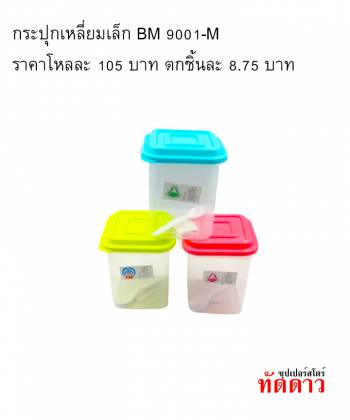 กระปุกเหลี่ยมเล็ก BM 9001-M
ราคาโหลละ 105 บาท ตกชิ้นละ 8.75 บาท
ซุปเปอร์สโตร์
ทัดดาว